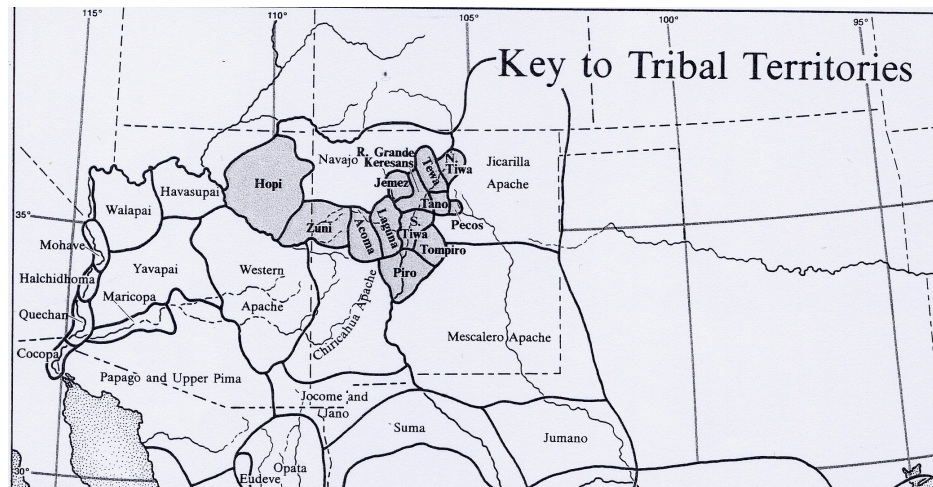 115°
110°
105°
100°
95°
Key to Tribal Territories
R. Grande
Keresans
Navajo
Tewa
N.
Tiwa
Jicarilla
Apache
Hopi
Jemez
Havasupai
Walapai
Tano
35°
Pecos
Zuni
Acoma
Laguna
S.
Tiwa
Mohave
Tompiro
Halchidhoma
Yavapai
Western
Apache
Piro
Maricopa
Chiricahua Apache
Quechan
Mescalero Apache
Cocopa
Papago and Upper Pima
Jocome and
Jano
Suma
Jumano
30°
Opata
Eudeve